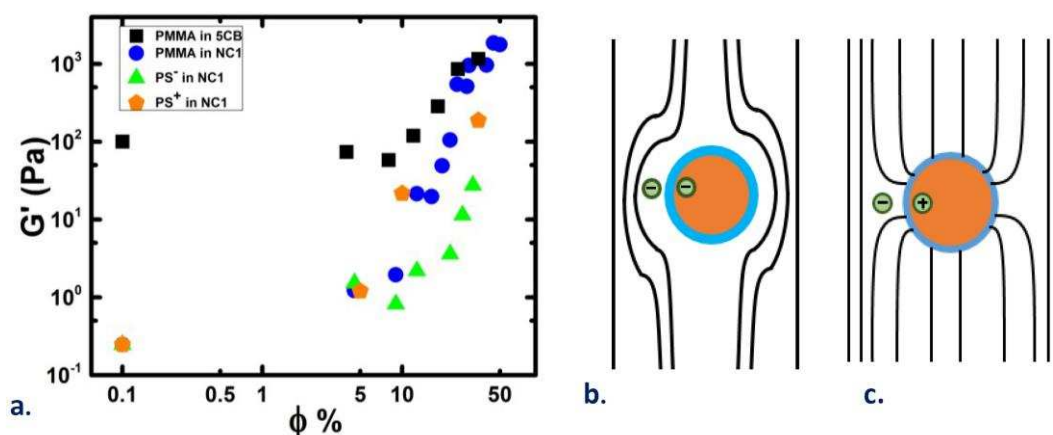 PMMA in 5CB
PMMA in NC1
PS⁻ in NC1
PS⁺ in NC1
G' (Pa)
10³
10²
10¹
10⁰
10⁻¹
0.1 1 5 10 50
ϕ %
a.
− −
b.
− +
c.